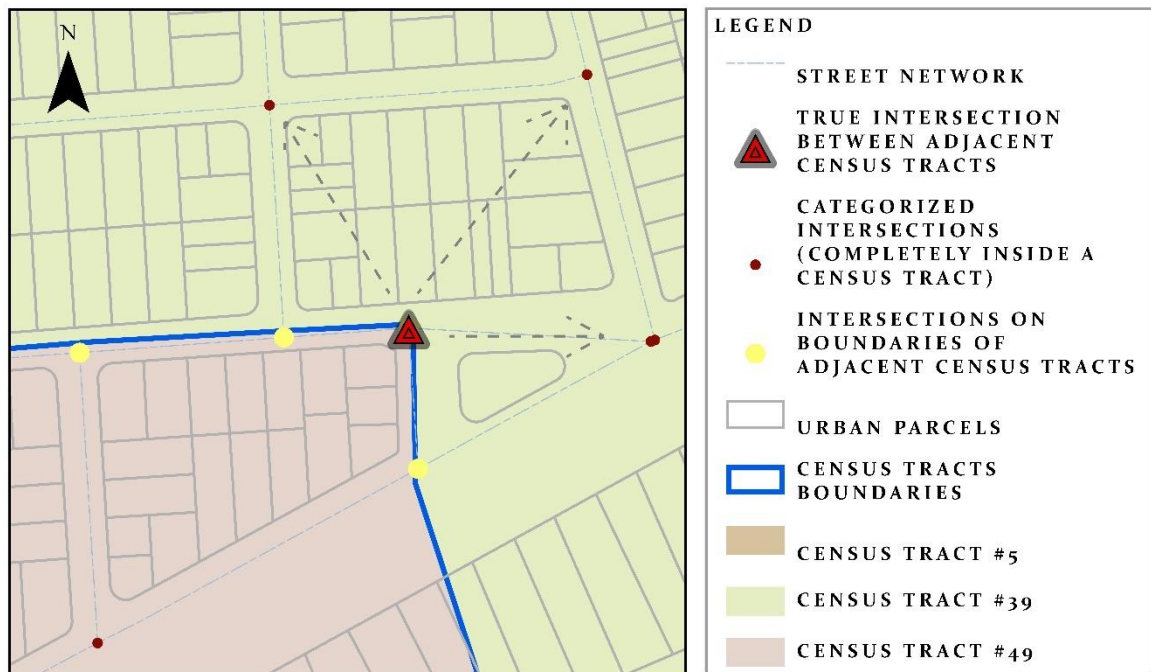 N
LEGEND
STREET NETWORK
TRUE INTERSECTION
BETWEEN ADJACENT
CENSUS TRACTS
CATEGORIZED
INTERSECTIONS
(COMPLETELY INSIDE A
CENSUS TRACT)
INTERSECTIONS ON
BOUNDARIES OF
ADJACENT CENSUS TRACTS
URBAN PARCELS
CENSUS TRACTS
BOUNDARIES
CENSUS TRACT #5
CENSUS TRACT #39
CENSUS TRACT #49